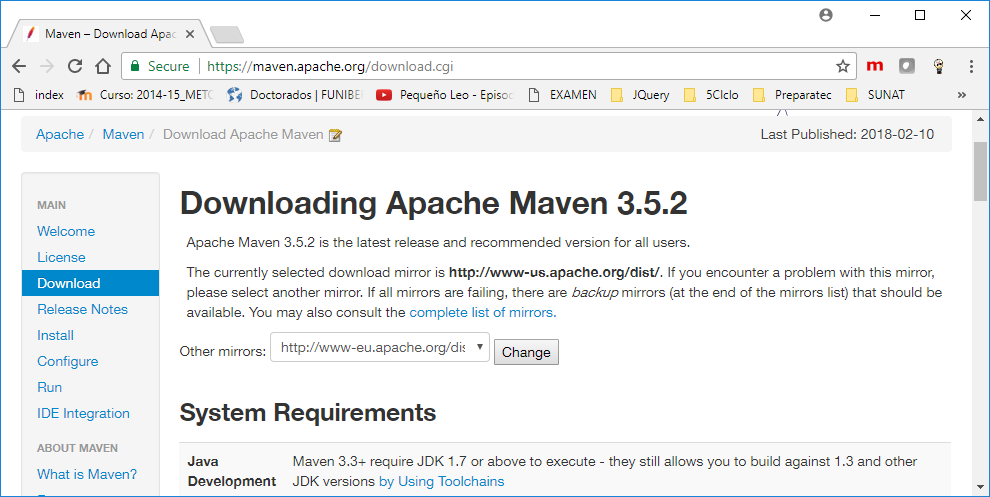 Maven – Download Apac
Secure https://maven.apache.org/download.cgi
index Curso: 2014-15_METO Doctorados | FUNIBE Pequeño Leo - Episod EXAMEN JQuery 5CIclo Preparatec SUNAT »
Apache / Maven / Download Apache Maven Last Published: 2018-02-10
MAIN
Welcome
License
Download
Release Notes
Install
Configure
Run
IDE Integration
ABOUT MAVEN
What is Maven?
Downloading Apache Maven 3.5.2
Apache Maven 3.5.2 is the latest release and recommended version for all users.
The currently selected download mirror is http://www-us.apache.org/dist/. If you encounter a problem with this mirror,
please select another mirror. If all mirrors are failing, there are backup mirrors (at the end of the mirrors list) that should be
available. You may also consult the complete list of mirrors.
Other mirrors: http://www-eu.apache.org/dis Change
System Requirements
Java Maven 3.3+ require JDK 1.7 or above to execute - they still allows you to build against 1.3 and other
Development JDK versions by Using Toolchains